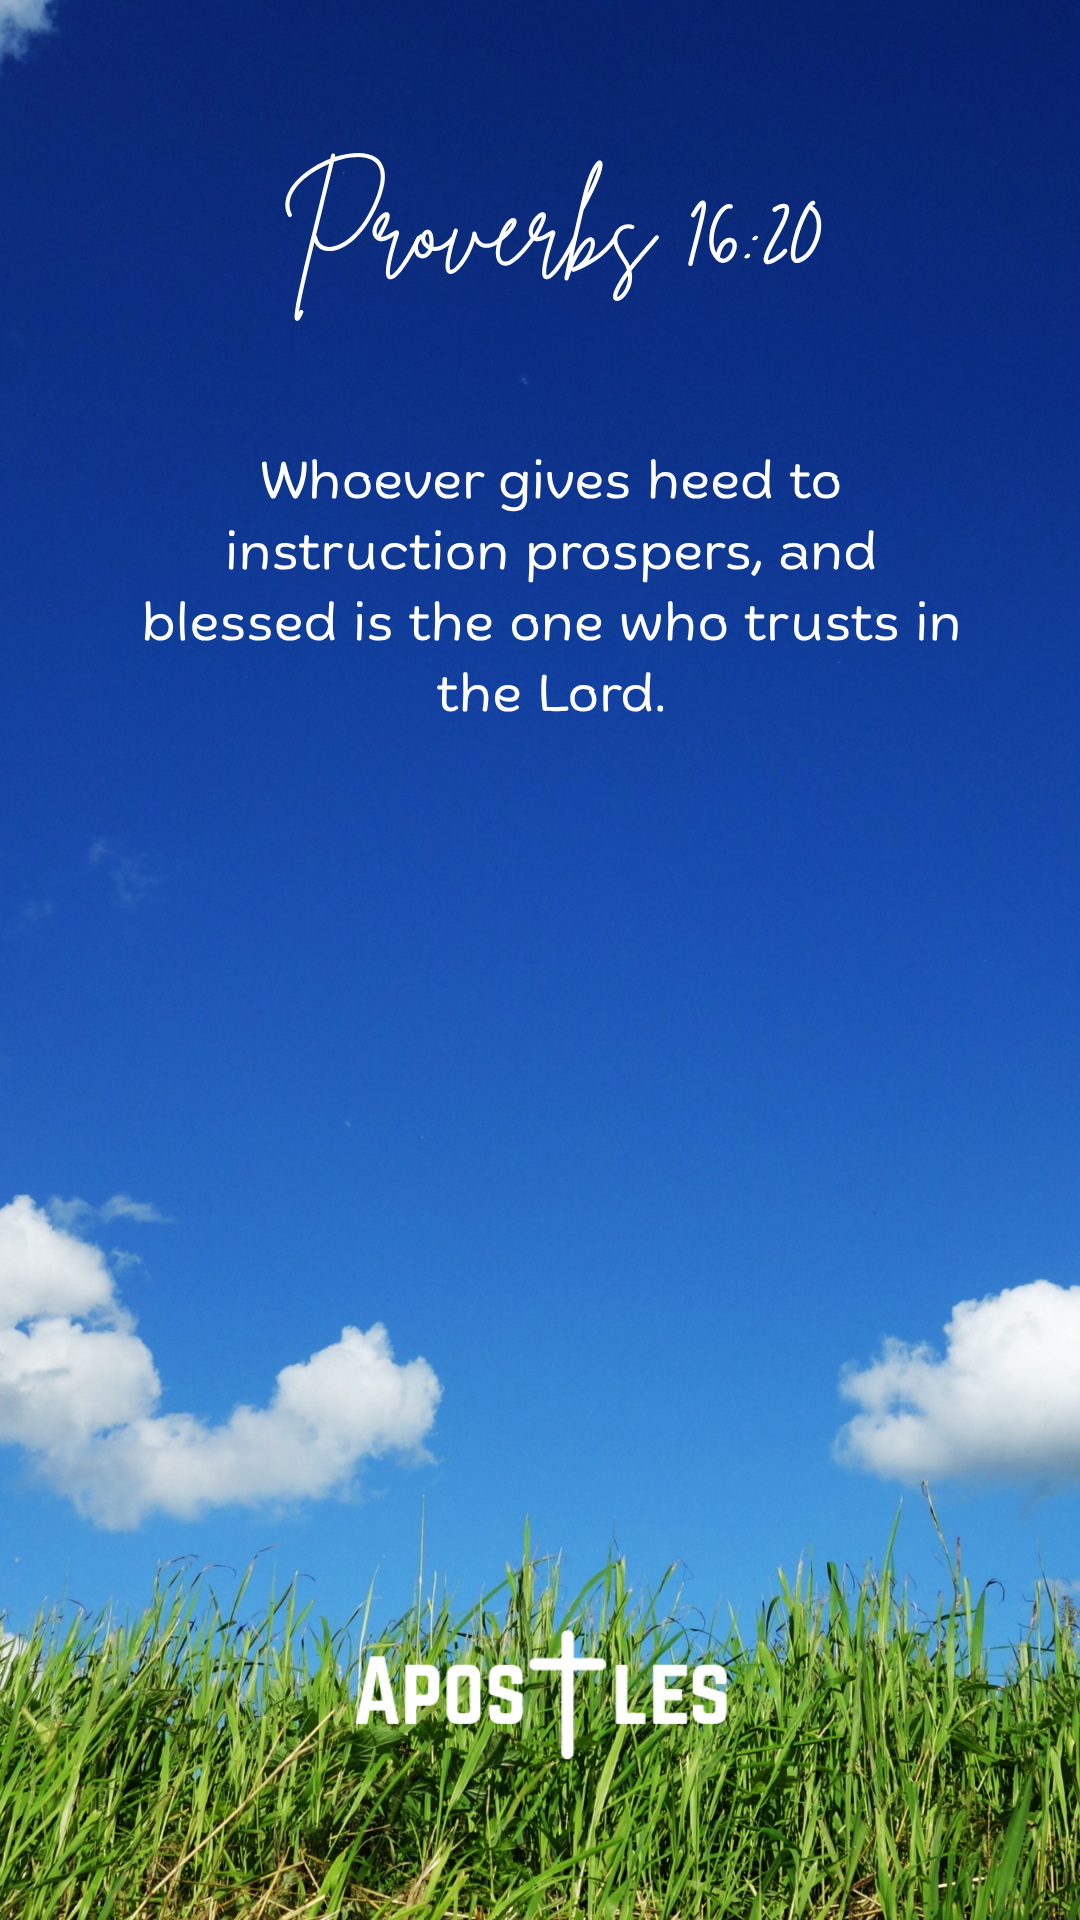 Proverbs 16:20
Whoever gives heed to
instruction prospers, and
blessed is the one who trusts in
the Lord.
APOSTLES